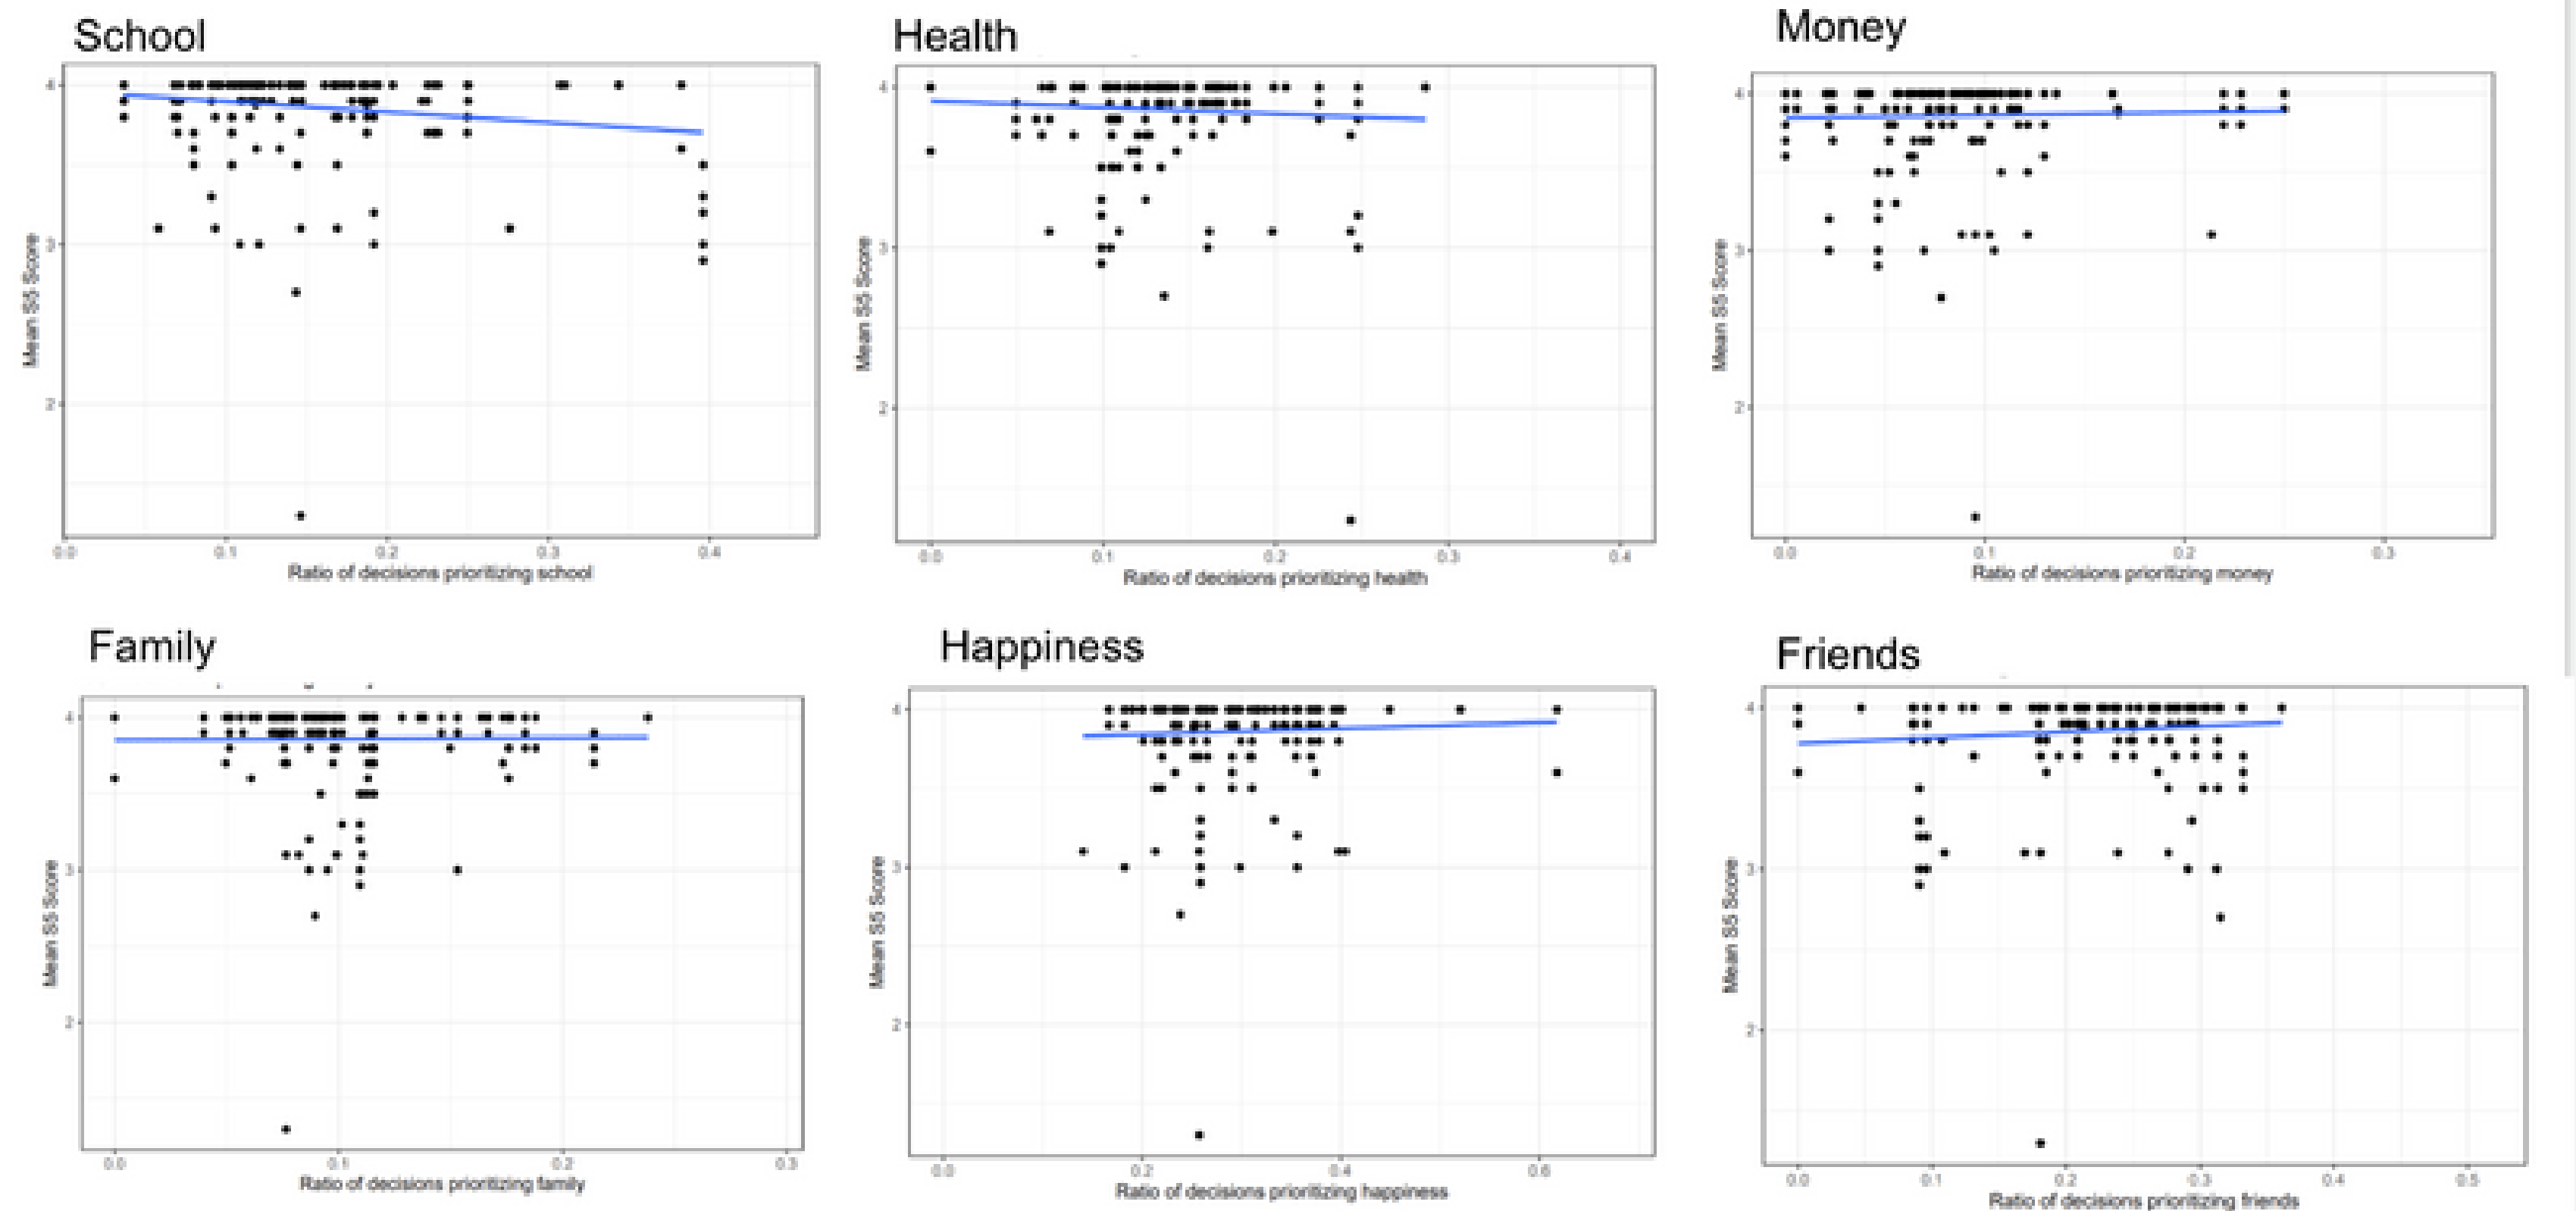 School
4
3
2
Mean S5 Score
0.0 0.1 0.2 0.3 0.4
Ratio of decisions prioritizing school
Health
4
3
2
Mean S5 Score
0.0 0.1 0.2 0.3 0.4
Ratio of decisions prioritizing health
Money
4
3
2
Mean S5 Score
0.0 0.1 0.2 0.3
Ratio of decisions prioritizing money
Family
4
3
2
Mean S5 Score
0.0 0.1 0.2 0.3
Ratio of decisions prioritizing family
Happiness
4
3
2
Mean S5 Score
0.0 0.2 0.4 0.6
Ratio of decisions prioritizing happiness
Friends
4
3
2
Mean S5 Score
0.0 0.1 0.2 0.3 0.4 0.5
Ratio of decisions prioritizing friends